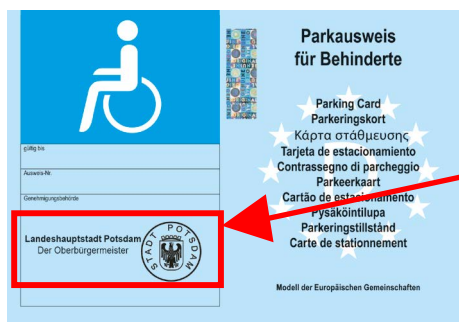 gültig bis
Ausweis-Nr.
Genehmigungsbehörde
Landeshauptstadt Potsdam
Der Oberbürgermeister
STADT POTSDAM
Parkausweis
für Behinderte
Parking Card
Parkeringskort
Κάρτα στάθμευσης
Tarjeta de estacionamiento
Contrassegno di parcheggio
Parkeerkaart
Cartão de estacionamento
Pysäköintilupa
Parkeringstillstånd
Carte de stationnement
Modell der Europäischen Gemeinschaften